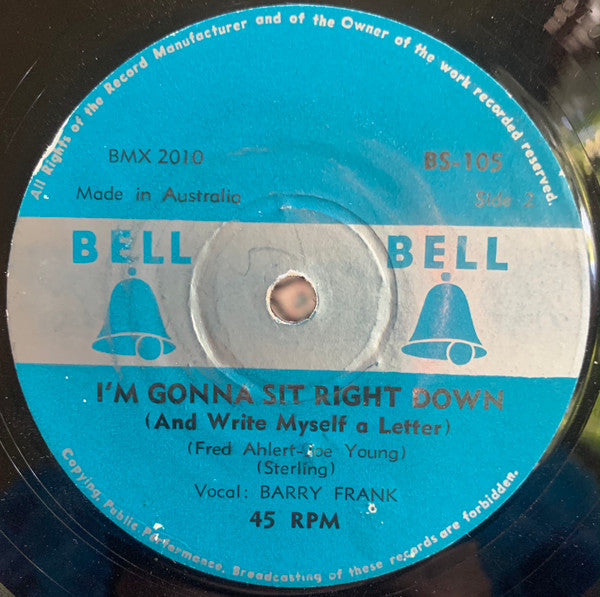 All Rights of the Record Manufacturer and of the Owner of the work recorded reserved.
BMX 2010
BS-105
Made in Australia
Side 2
BELL
BELL
I'M GONNA SIT RIGHT DOWN
(And Write Myself a Letter)
(Fred Ahlert-Joe Young)
(Sterling)
Vocal: BARRY FRANK
45 RPM
Copying, Public Performance, Broadcasting of these records are forbidden.